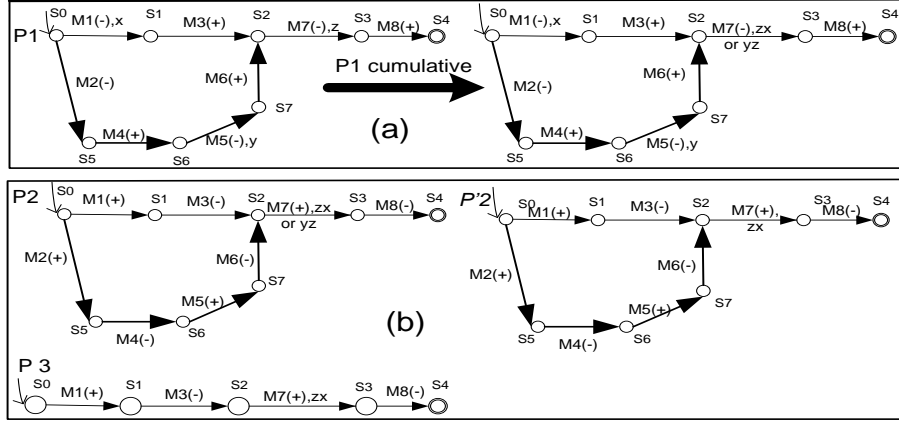 S0 M1(-),x S1 M3(+) S2 M7(-),z S3 M8(+) S4
P1
M2(-)
M6(+)
S7
M4(+)
M5(-),y
S5
S6
P1 cumulative
(a)
S0 M1(-),x S1 M3(+) S2 M7(-),zx S3 M8(+) S4
or yz
M2(-)
M6(+)
S7
M4(+)
M5(-),y
S5
S6
P2
S0 M1(+) S1 M3(-) S2 M7(+),zx S3 M8(-) S4
or yz
M2(+)
M6(-)
S7
M5(+)
S5
M4(-)
S6
(b)
P'2
S0 M1(+) S1 M3(-) S2 M7(+), S3 M8(-) S4
zx
M2(+)
M6(-)
S7
M5(+)
S5
M4(-)
S6
P 3
S0 M1(+) S1 M3(-) S2 M7(+),zx S3 M8(-) S4